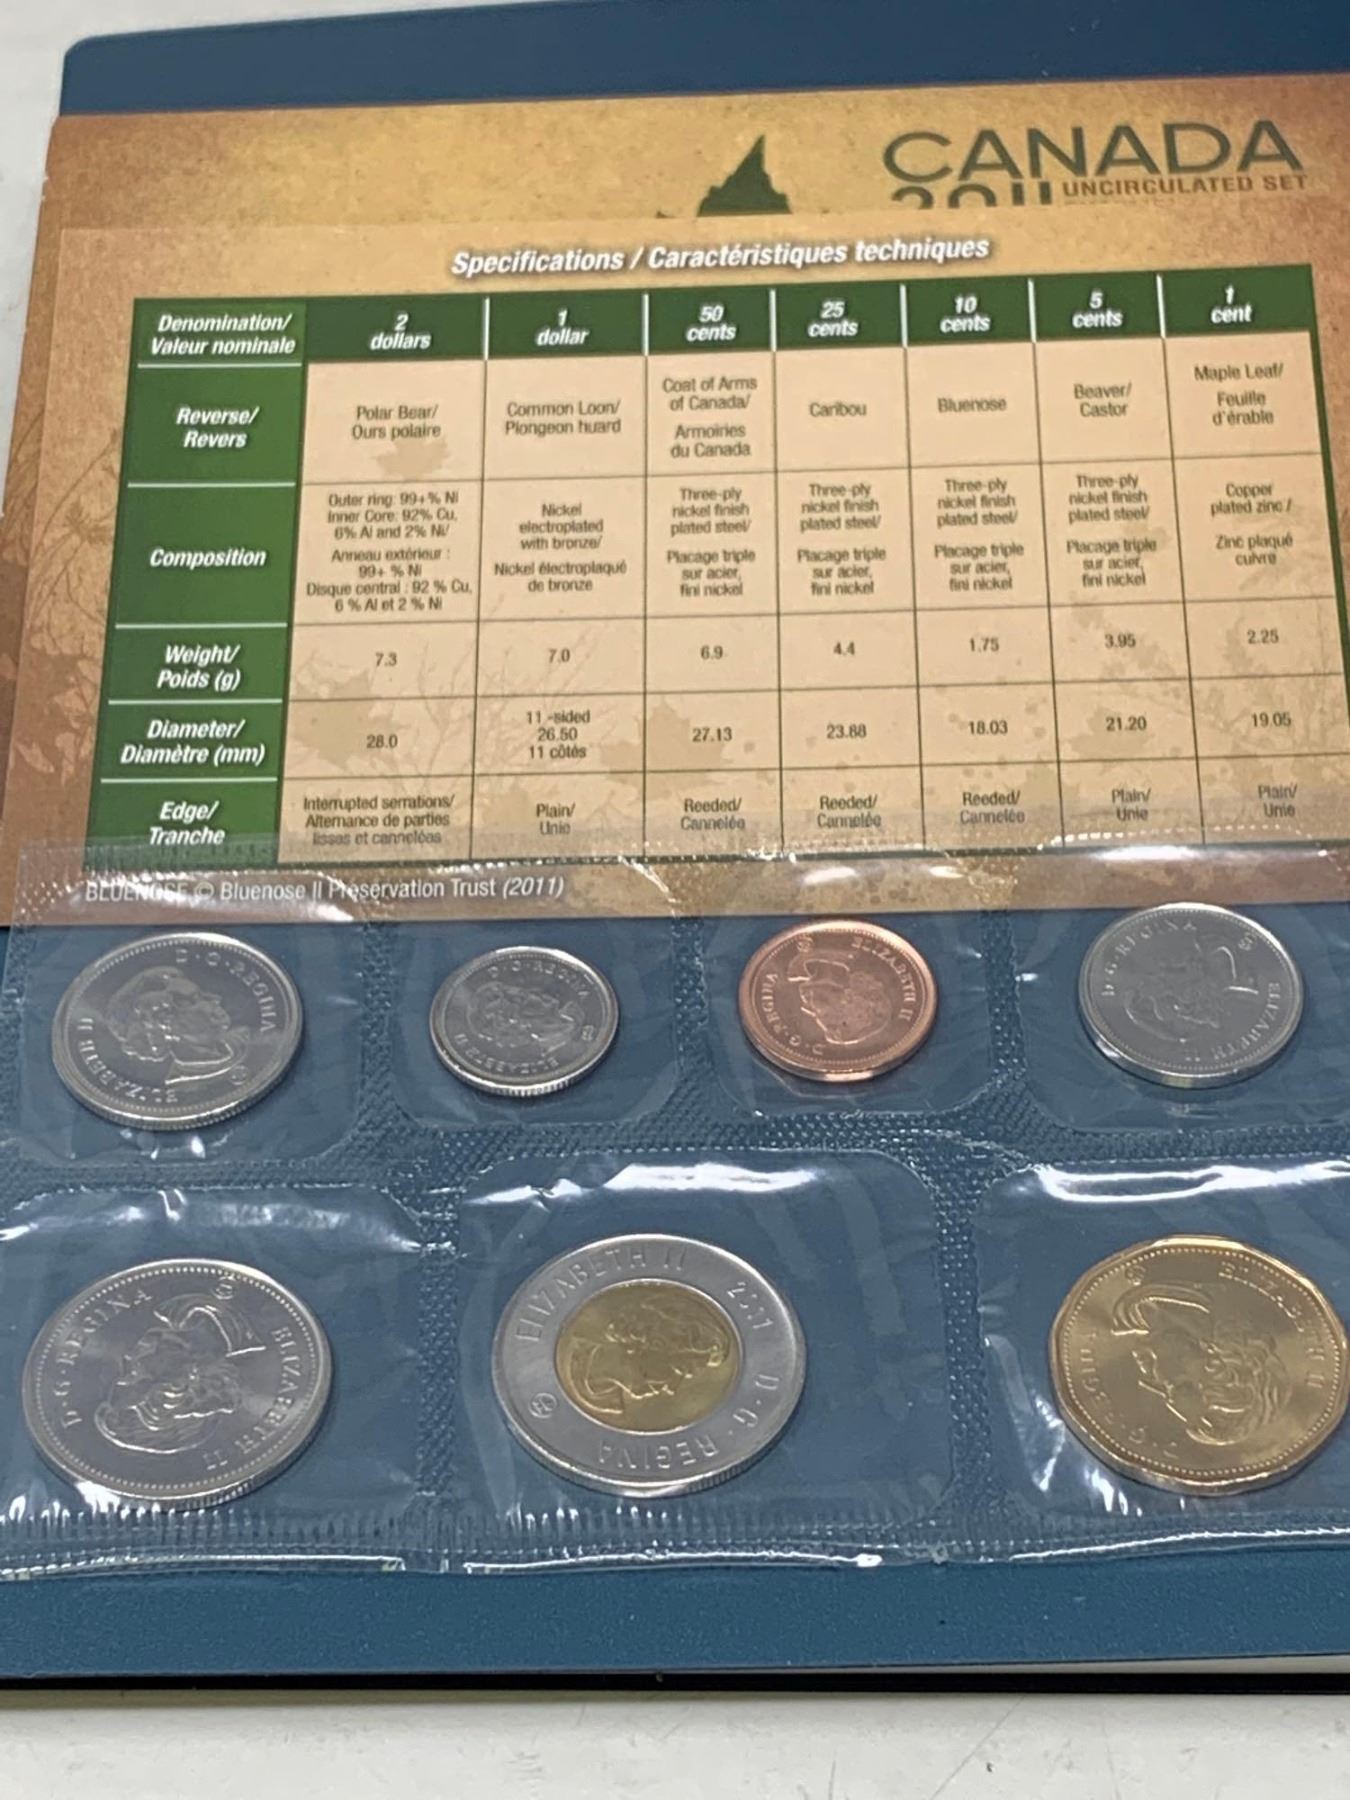 CANADA
2011 UNCIRCULATED SET
Specifications / Caractéristiques techniques
Denomination/
Valeur nominale
2
dollars
1
dollar
50
cents
25
cents
10
cents
5
cents
1
cent
Reverse/
Revers
Polar Bear/
Ours polaire
Common Loon/
Plongeon huard
Coat of Arms
of Canada/
Armoiries
du Canada
Caribou
Bluenose
Beaver/
Castor
Maple Leaf/
Feuille
d'érable
Composition
Outer ring: 99+% Ni
Inner Core: 92% Cu,
6% Al and 2% Ni/
Anneau extérieur :
99+ % Ni
Disque central : 92 % Cu,
6 % Al et 2 % Ni
Nickel
electroplated
with bronze/
Nickel électroplaqué
de bronze
Three-ply
nickel finish
plated steel/
Placage triple
sur acier,
fini nickel
Three-ply
nickel finish
plated steel/
Placage triple
sur acier,
fini nickel
Three-ply
nickel finish
plated steel/
Placage triple
sur acier,
fini nickel
Three-ply
nickel finish
plated steel/
Placage triple
sur acier,
fini nickel
Copper
plated zinc /
Zinc plaqué
cuivre
Weight/
Poids (g)
7.3
7.0
6.9
4.4
1.75
3.95
2.25
Diameter/
Diamètre (mm)
28.0
11 -sided
26.50
11 côtés
27.13
23.88
18.03
21.20
19.05
Edge/
Tranche
Interrupted serrations/
Alternance de parties
lisses et cannelées
Plain/
Unie
Reeded/
Cannelée
Reeded/
Cannelée
Reeded/
Cannelée
Plain/
Unie
Plain/
Unie
BLUENOSE © Bluenose II Preservation Trust (2011)
ELIZABETH II D·G·REGINA
ELIZABETH II D·G·REGINA
ELIZABETH II D·G·REGINA
ELIZABETH II D·G·REGINA
ELIZABETH II D·G·REGINA
ELIZABETH II 2011 D·G·REGINA
ELIZABETH II D·G·REGINA